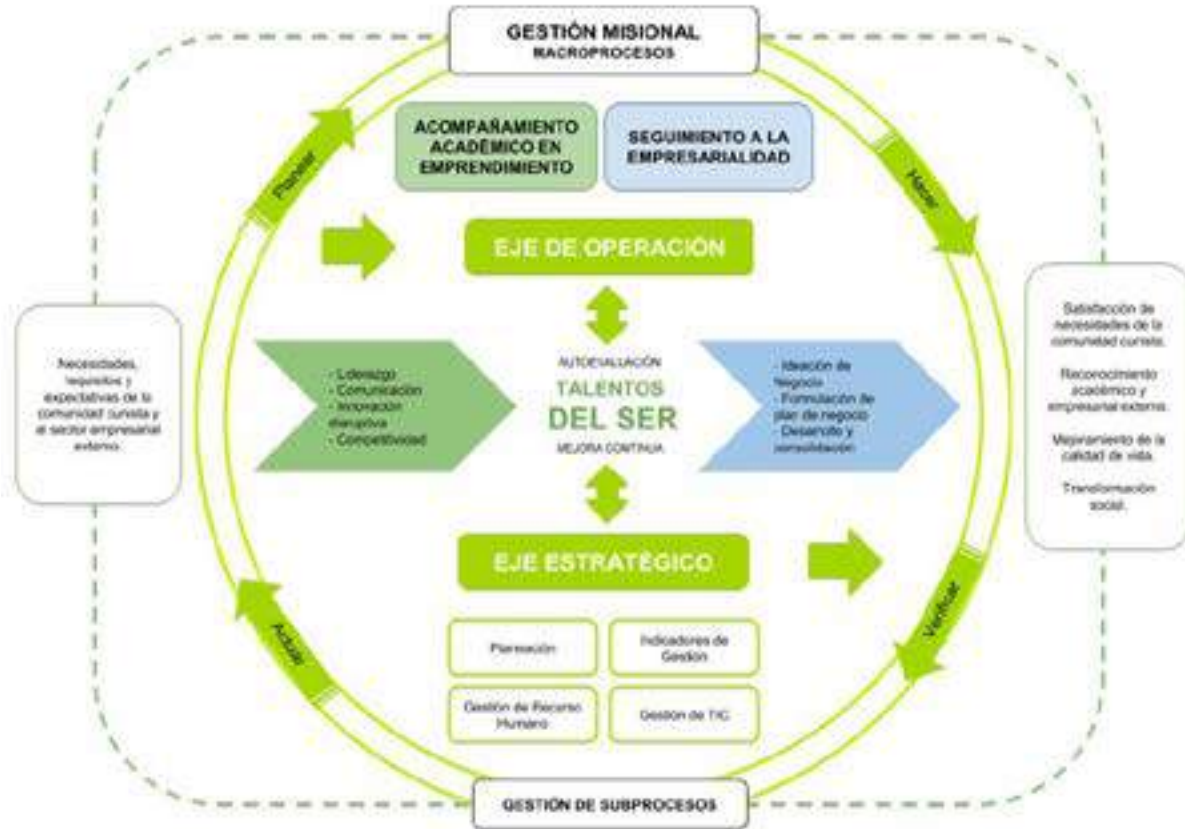 GESTIÓN MISIONAL
MACROPROCESOS
ACOMPAÑAMIENTO
ACADÉMICO EN
EMPRENDIMIENTO
SEGUIMIENTO A LA
EMPRESARIALIDAD
Planear
Hacer
EJE DE OPERACIÓN
Necesidades,
requisitos y
expectativas de la
comunidad cunista y
el sector empresarial
externo.
- Liderazgo
- Comunicación
- Innovación
disruptiva
- Competitividad
AUTOEVALUACIÓN
TALENTOS
DEL SER
MEJORA CONTINUA
- Ideación de
Negocio
- Formulación de
plan de negocio
- Desarrollo y
consolidación
Satisfacción de
necesidades de la
comunidad cunista.
Reconocimiento
académico y
empresarial externo.
Mejoramiento de la
calidad de vida.
Transformación
social.
EJE ESTRATÉGICO
Actuar
Verificar
Planeación
Indicadores de
Gestión
Gestión de Recurso
Humano
Gestión de TIC
GESTIÓN DE SUBPROCESOS